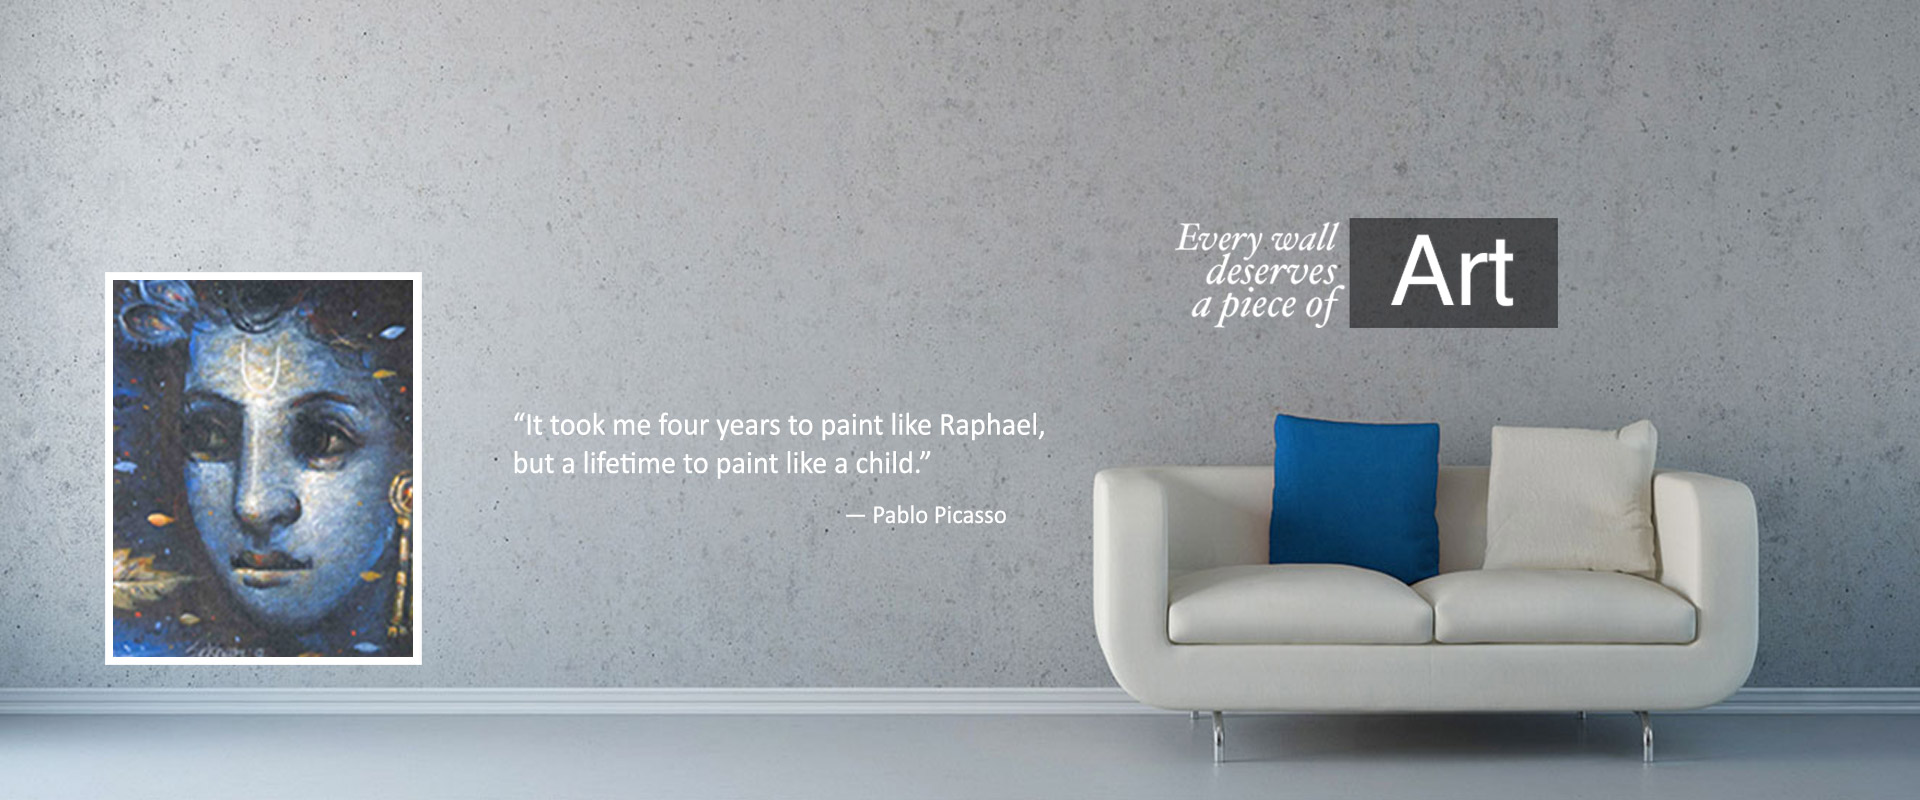 Every wall
deserves
a piece of
Art
“It took me four years to paint like Raphael,
but a lifetime to paint like a child.”
— Pablo Picasso